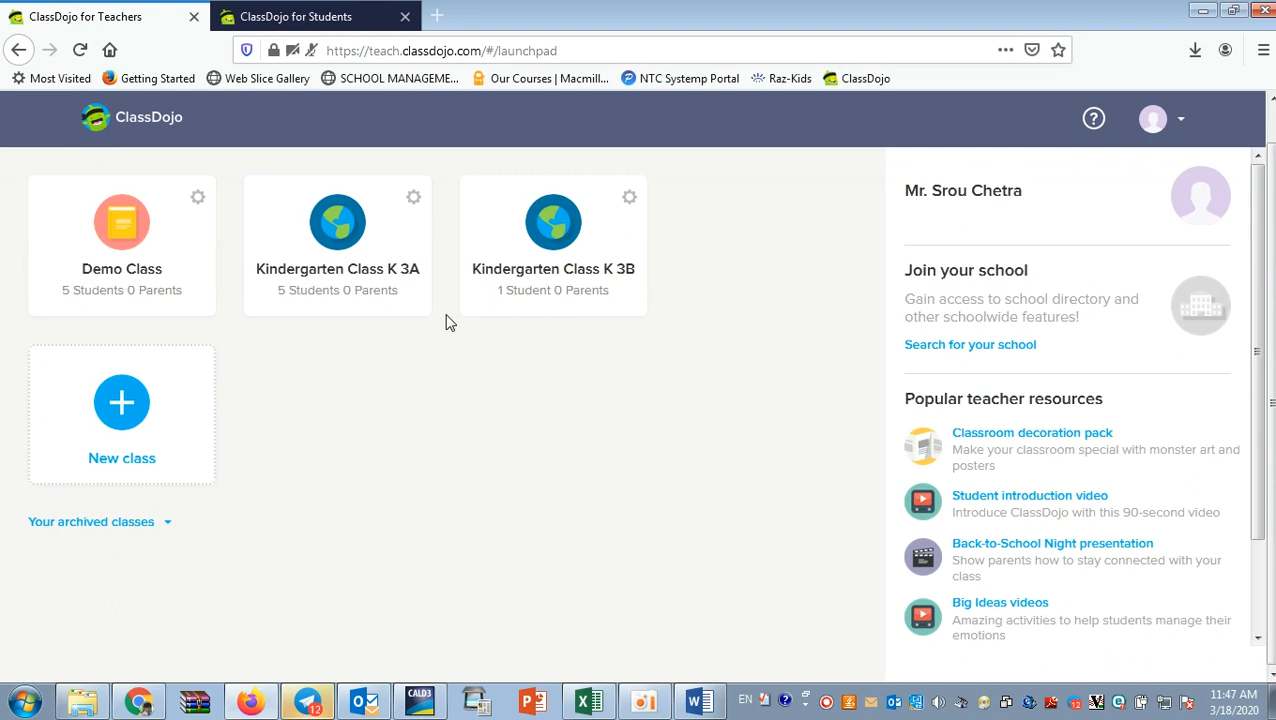 ClassDojo for Teachers
ClassDojo for Students
https://teach.classdojo.com/#/launchpad
Most Visited
Getting Started
Web Slice Gallery
SCHOOL MANAGEME...
Our Courses | Macmill...
NTC Systemp Portal
Raz-Kids
ClassDojo
ClassDojo
?
Demo Class
5 Students 0 Parents
Kindergarten Class K 3A
5 Students 0 Parents
Kindergarten Class K 3B
1 Student 0 Parents
New class
Your archived classes
Mr. Srou Chetra
Join your school
Gain access to school directory and
other schoolwide features!
Search for your school
Popular teacher resources
Classroom decoration pack
Make your classroom special with monster art and
posters
Student introduction video
Introduce ClassDojo with this 90-second video
Back-to-School Night presentation
Show parents how to stay connected with your
class
Big Ideas videos
Amazing activities to help students manage their
emotions
12
CALD3
EN
12
11:47 AM
3/18/2020